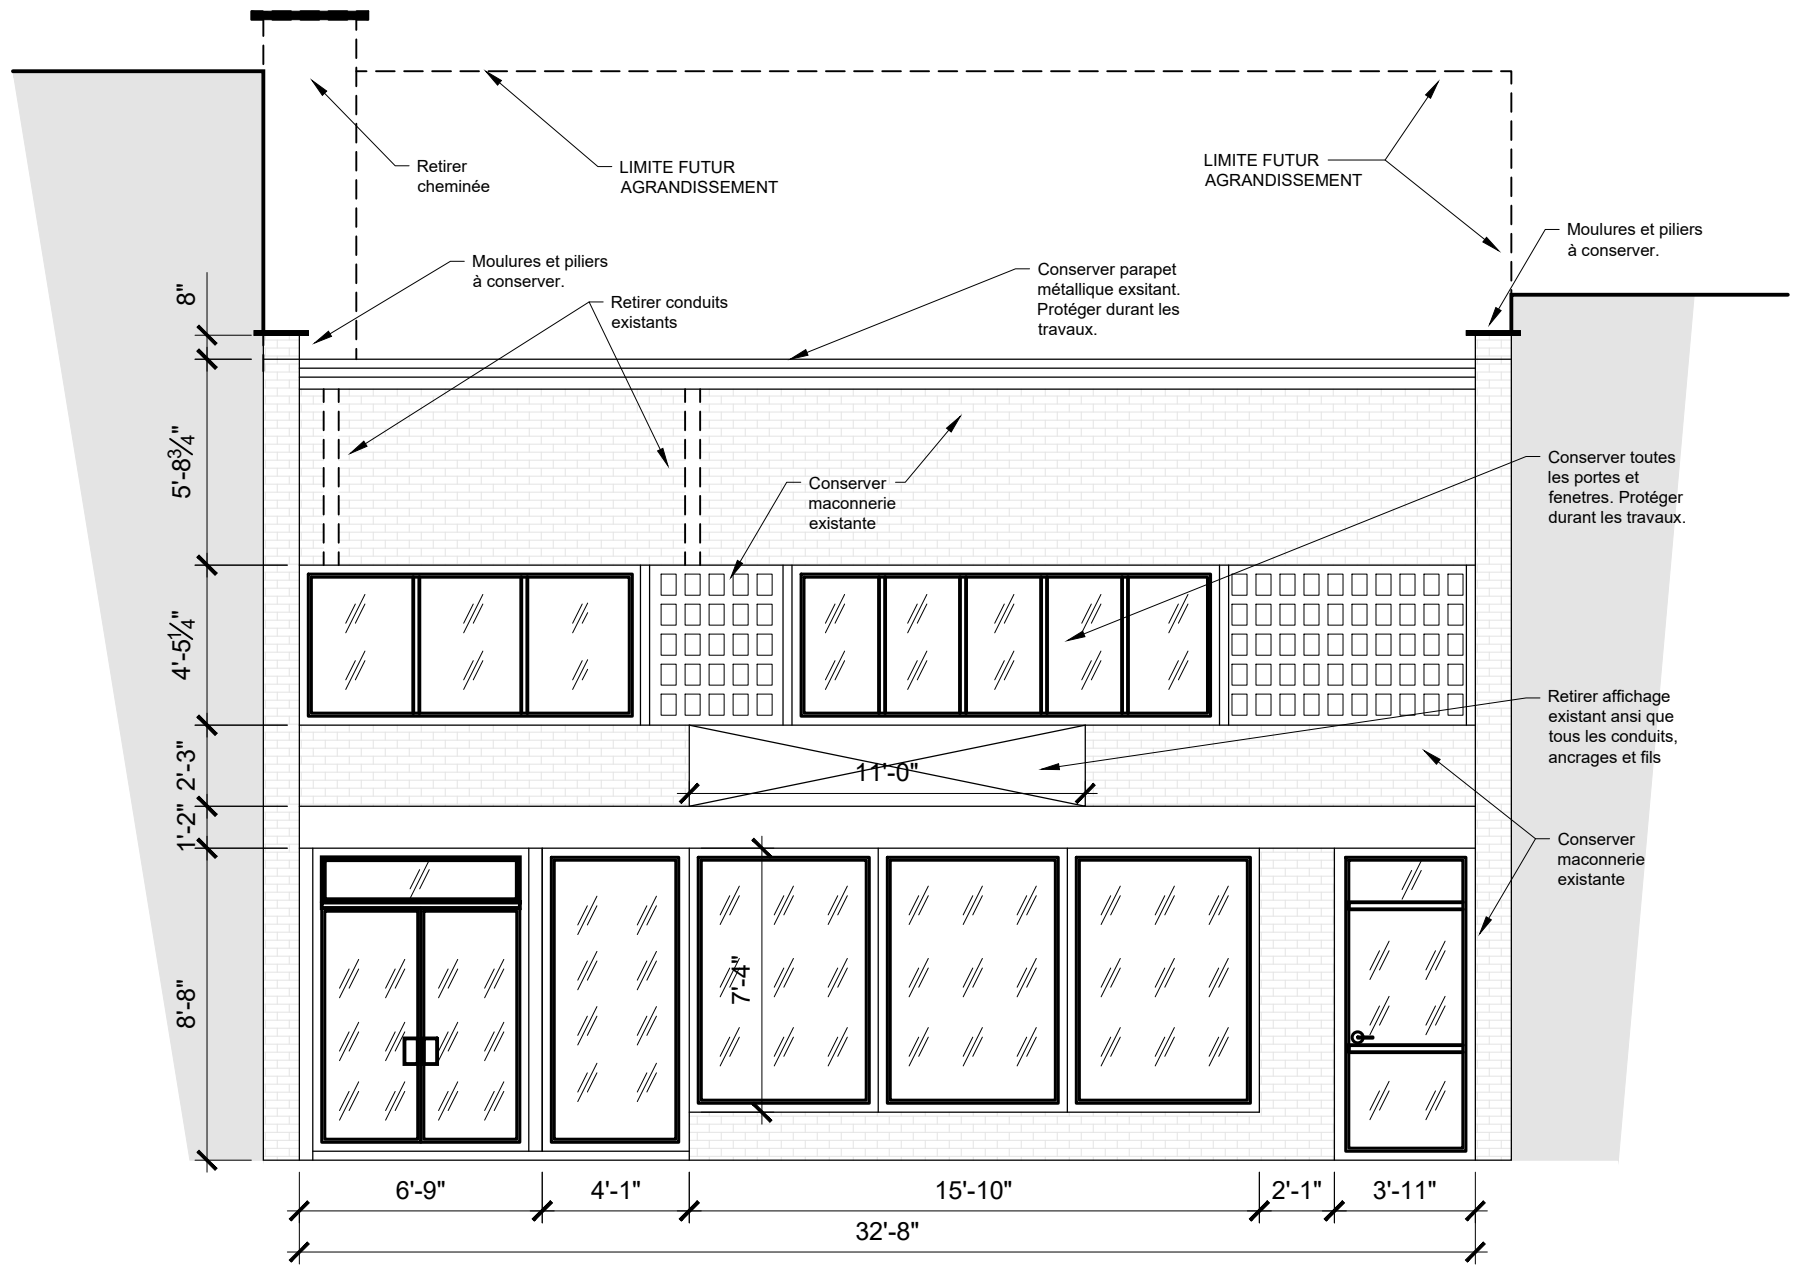 Retirer
cheminée
LIMITE FUTUR
AGRANDISSEMENT
LIMITE FUTUR
AGRANDISSEMENT
Moulures et piliers
à conserver.
Moulures et piliers
à conserver.
Retirer conduits
existants
Conserver parapet
métallique exsitant.
Protéger durant les
travaux.
8"
5'-8¾"
4'-5¼"
2'-3"
1'-2"
8'-8"
Conserver
maconnerie
existante
Conserver toutes
les portes et
fenetres. Protéger
durant les travaux.
Retirer affichage
existant ansi que
tous les conduits,
ancrages et fils
11'-0"
Conserver
maconnerie
existante
7'-4"
6'-9"
4'-1"
15'-10"
2'-1"
3'-11"
32'-8"